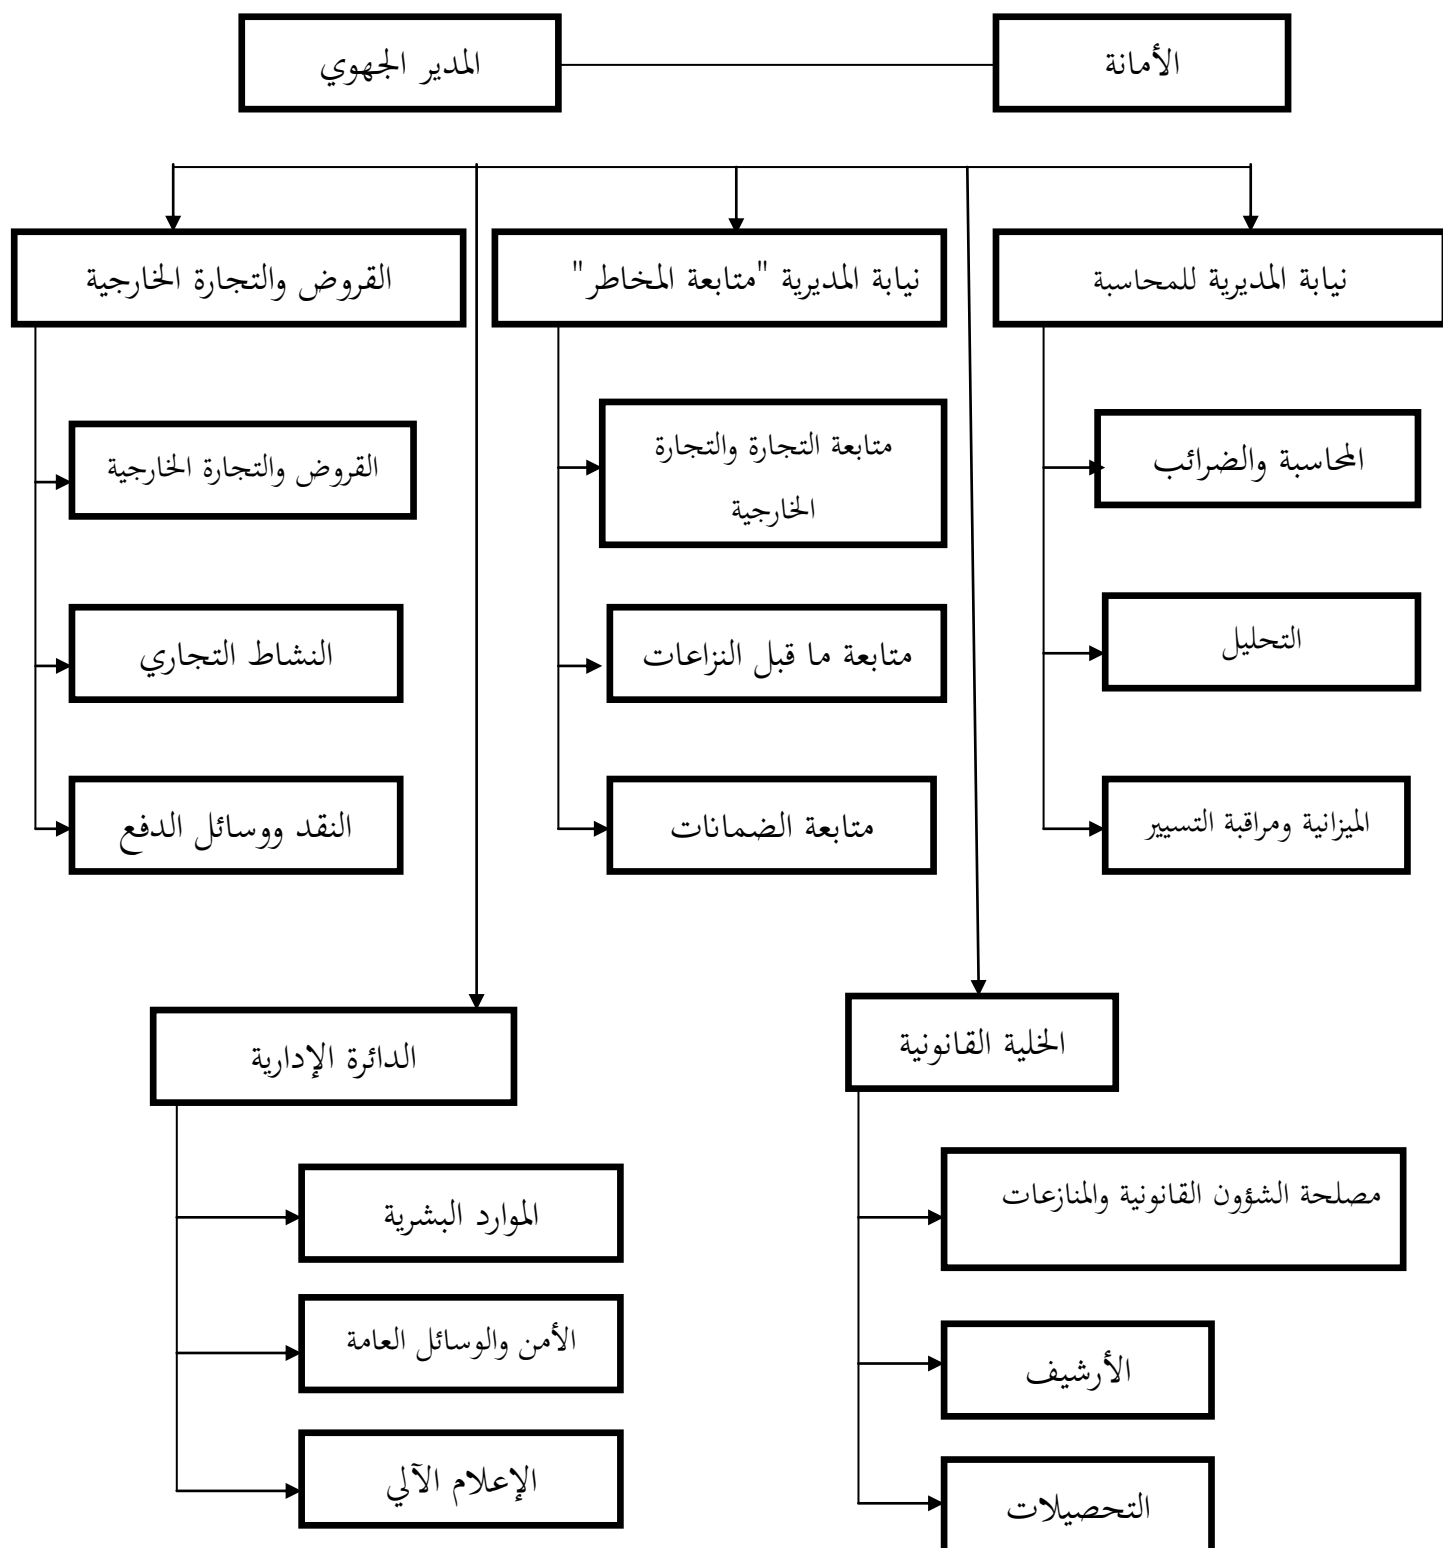 الأمانة
المدير الجهوي
نيابة المديرية للمحاسبة
نيابة المديرية "متابعة المخاطر"
القروض والتجارة الخارجية
المحاسبة والضرائب
التحليل
الميزانية ومراقبة التسيير
متابعة التجارة والتجارة
الخارجية
متابعة ما قبل النزاعات
متابعة الضمانات
القروض والتجارة الخارجية
النشاط التجاري
النقد ووسائل الدفع
الخلية القانونية
مصلحة الشؤون القانونية والمنازعات
الأرشيف
التحصيلات
الدائرة الإدارية
الموارد البشرية
الأمن والوسائل العامة
الإعلام الآلي